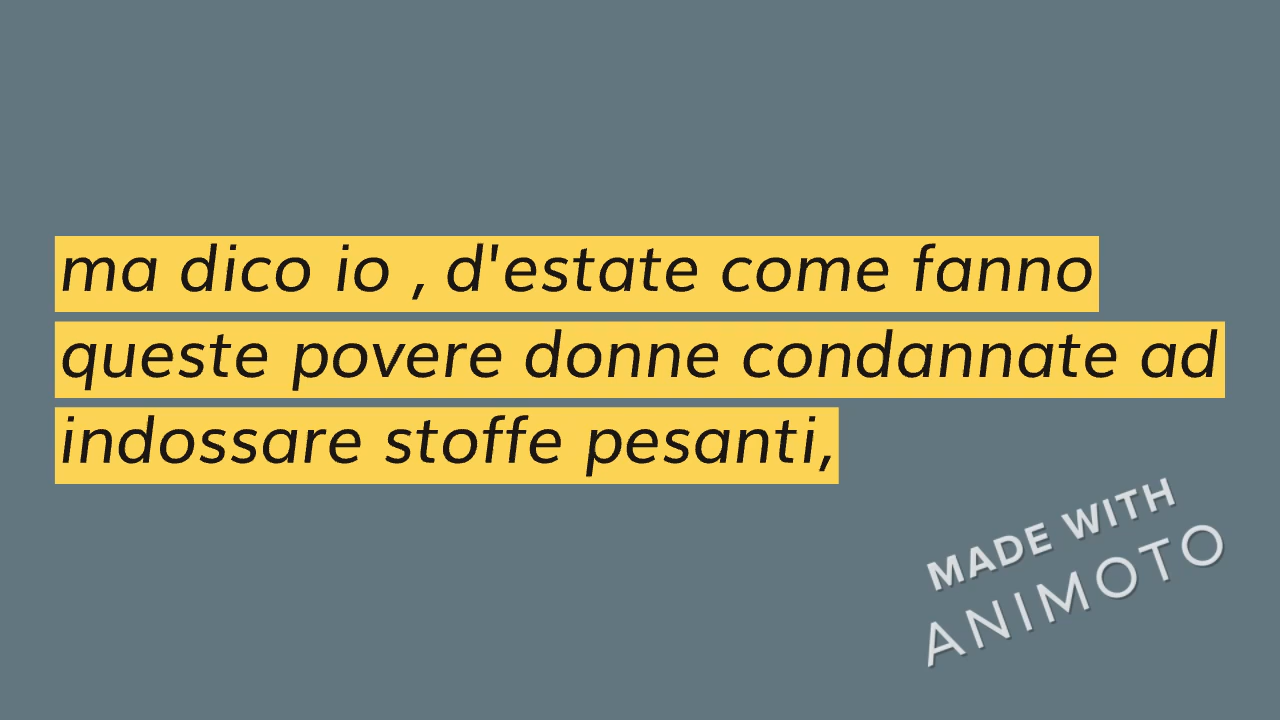 ma dico io , d'estate come fanno
queste povere donne condannate ad
indossare stoffe pesanti,
MADE WITH
ANIMOTO